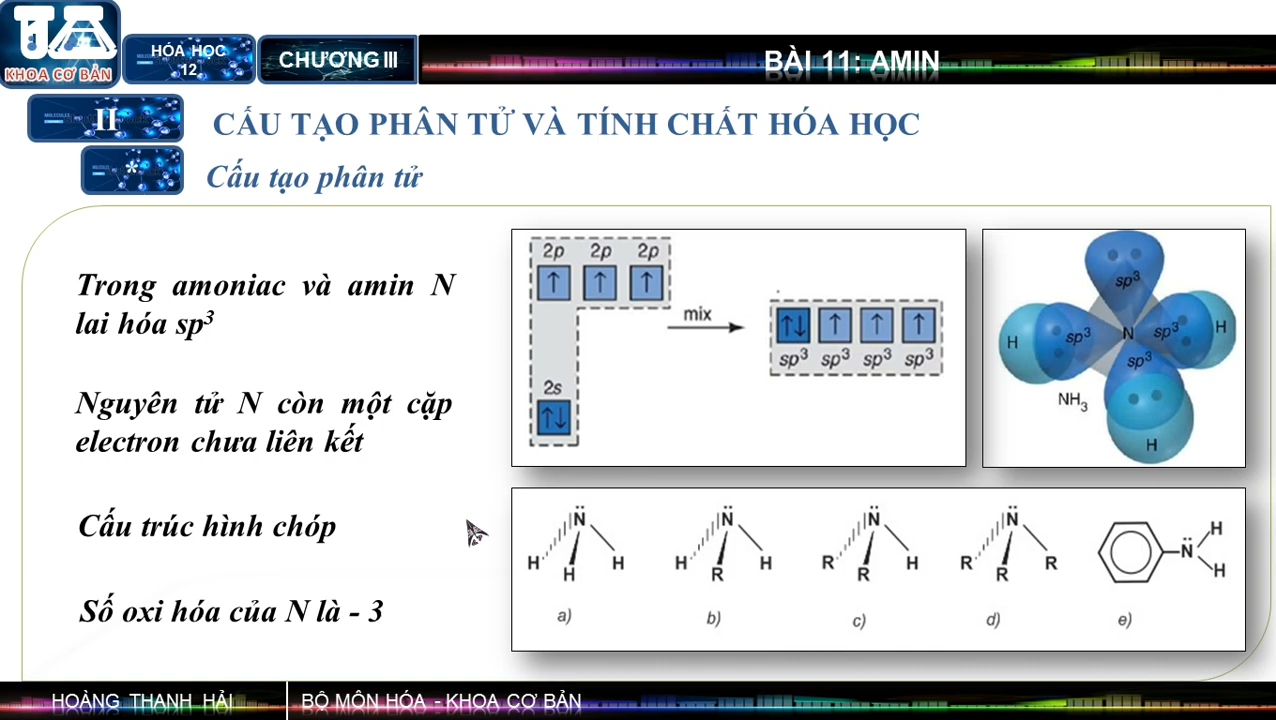 KHOA CƠ BẢN
HÓA HỌC
12
CHƯƠNG III
BÀI 11: AMIN
II
CẤU TẠO PHÂN TỬ VÀ TÍNH CHẤT HÓA HỌC
*
Cấu tạo phân tử
Trong amoniac và amin N
lai hóa sp³
Nguyên tử N còn một cặp
electron chưa liên kết
Cấu trúc hình chóp
Số oxi hóa của N là - 3
2p 2p 2p
mix
sp³ sp³ sp³ sp³
2s
sp³
H sp³ N sp³ H
sp³
NH₃
H
N N N N
H H H H R H R R H
R R R R
N H
H
a) b) c) d) e)
HOÀNG THANH HẢI
BỘ MÔN HÓA - KHOA CƠ BẢN